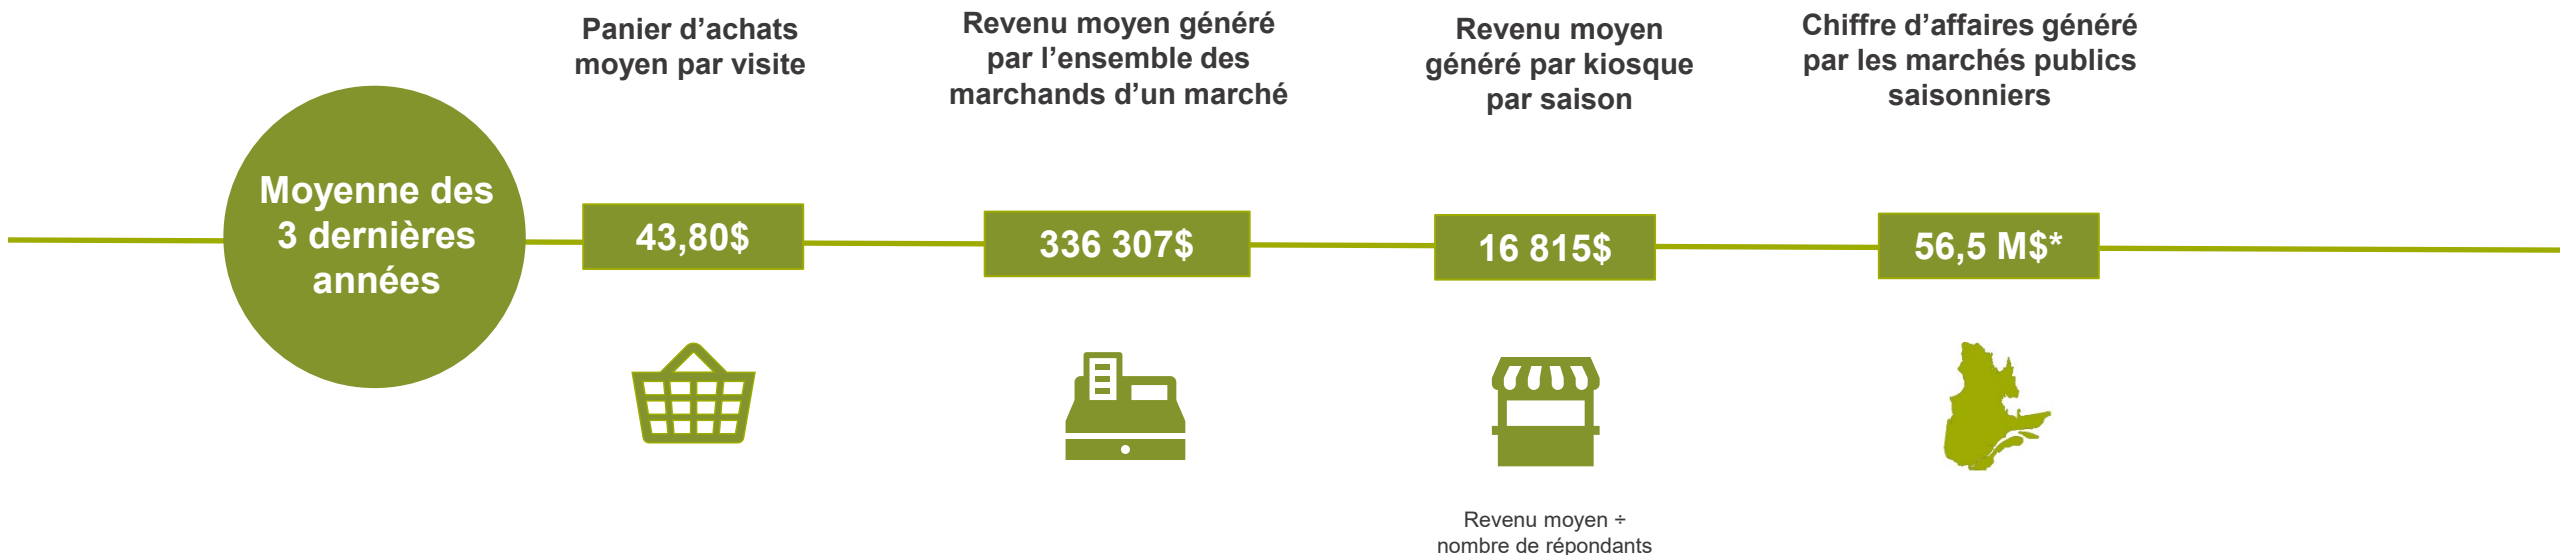 Panier d’achats
moyen par visite
Revenu moyen généré
par l’ensemble des
marchands d’un marché
Revenu moyen
généré par kiosque
par saison
Chiffre d’affaires généré
par les marchés publics
saisonniers
Moyenne des
3 dernières
années
43,80$
336 307$
16 815$
56,5 M$*
Revenu moyen ÷
nombre de répondants